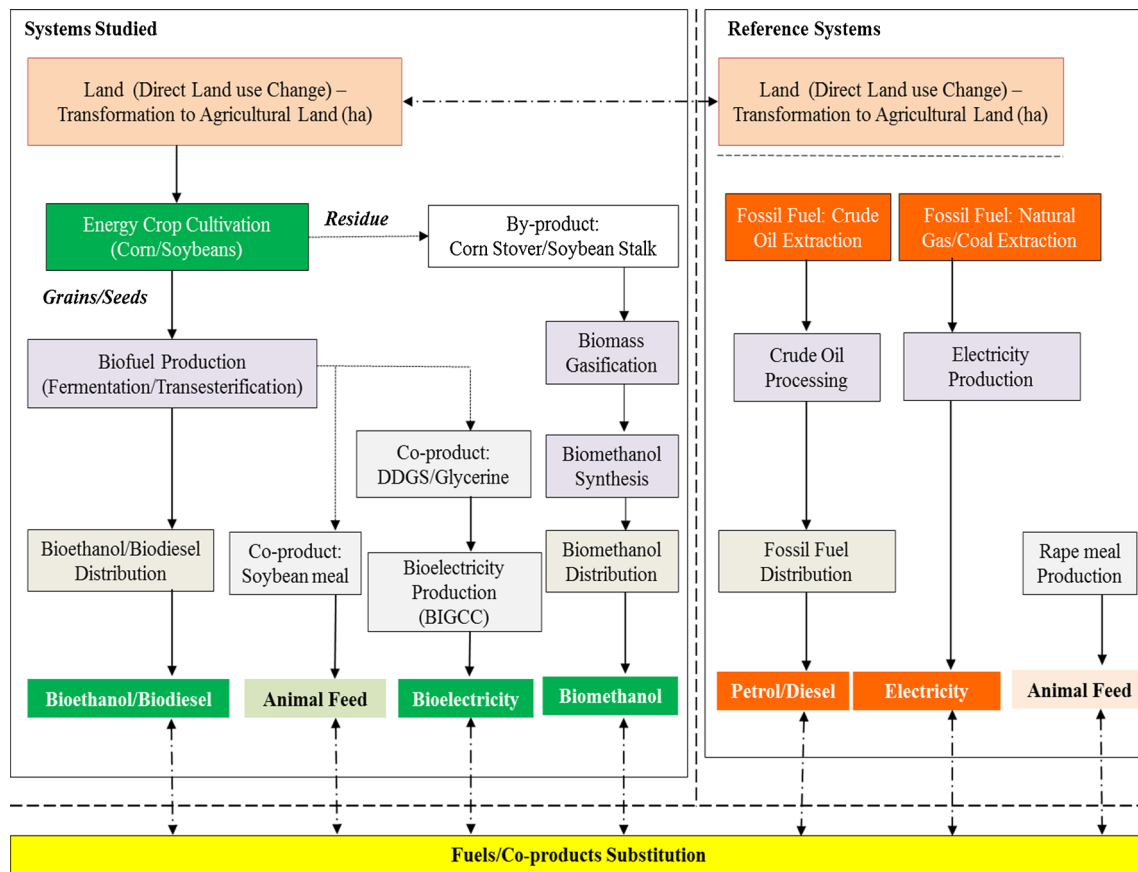 Systems Studied
Land (Direct Land use Change) –
Transformation to Agricultural Land (ha)
Energy Crop Cultivation
(Corn/Soybeans)
Residue
By-product:
Corn Stover/Soybean Stalk
Grains/Seeds
Biofuel Production
(Fermentation/Transesterification)
Biomass
Gasification
Co-product:
DDGS/Glycerine
Biomethanol
Synthesis
Bioethanol/Biodiesel
Distribution
Co-product:
Soybean meal
Bioelectricity
Production
(BIGCC)
Biomethanol
Distribution
Bioethanol/Biodiesel
Animal Feed
Bioelectricity
Biomethanol
Reference Systems
Land (Direct Land use Change) –
Transformation to Agricultural Land (ha)
Fossil Fuel: Crude
Oil Extraction
Fossil Fuel: Natural
Gas/Coal Extraction
Crude Oil
Processing
Electricity
Production
Fossil Fuel
Distribution
Rape meal
Production
Petrol/Diesel
Electricity
Animal Feed
Fuels/Co-products Substitution